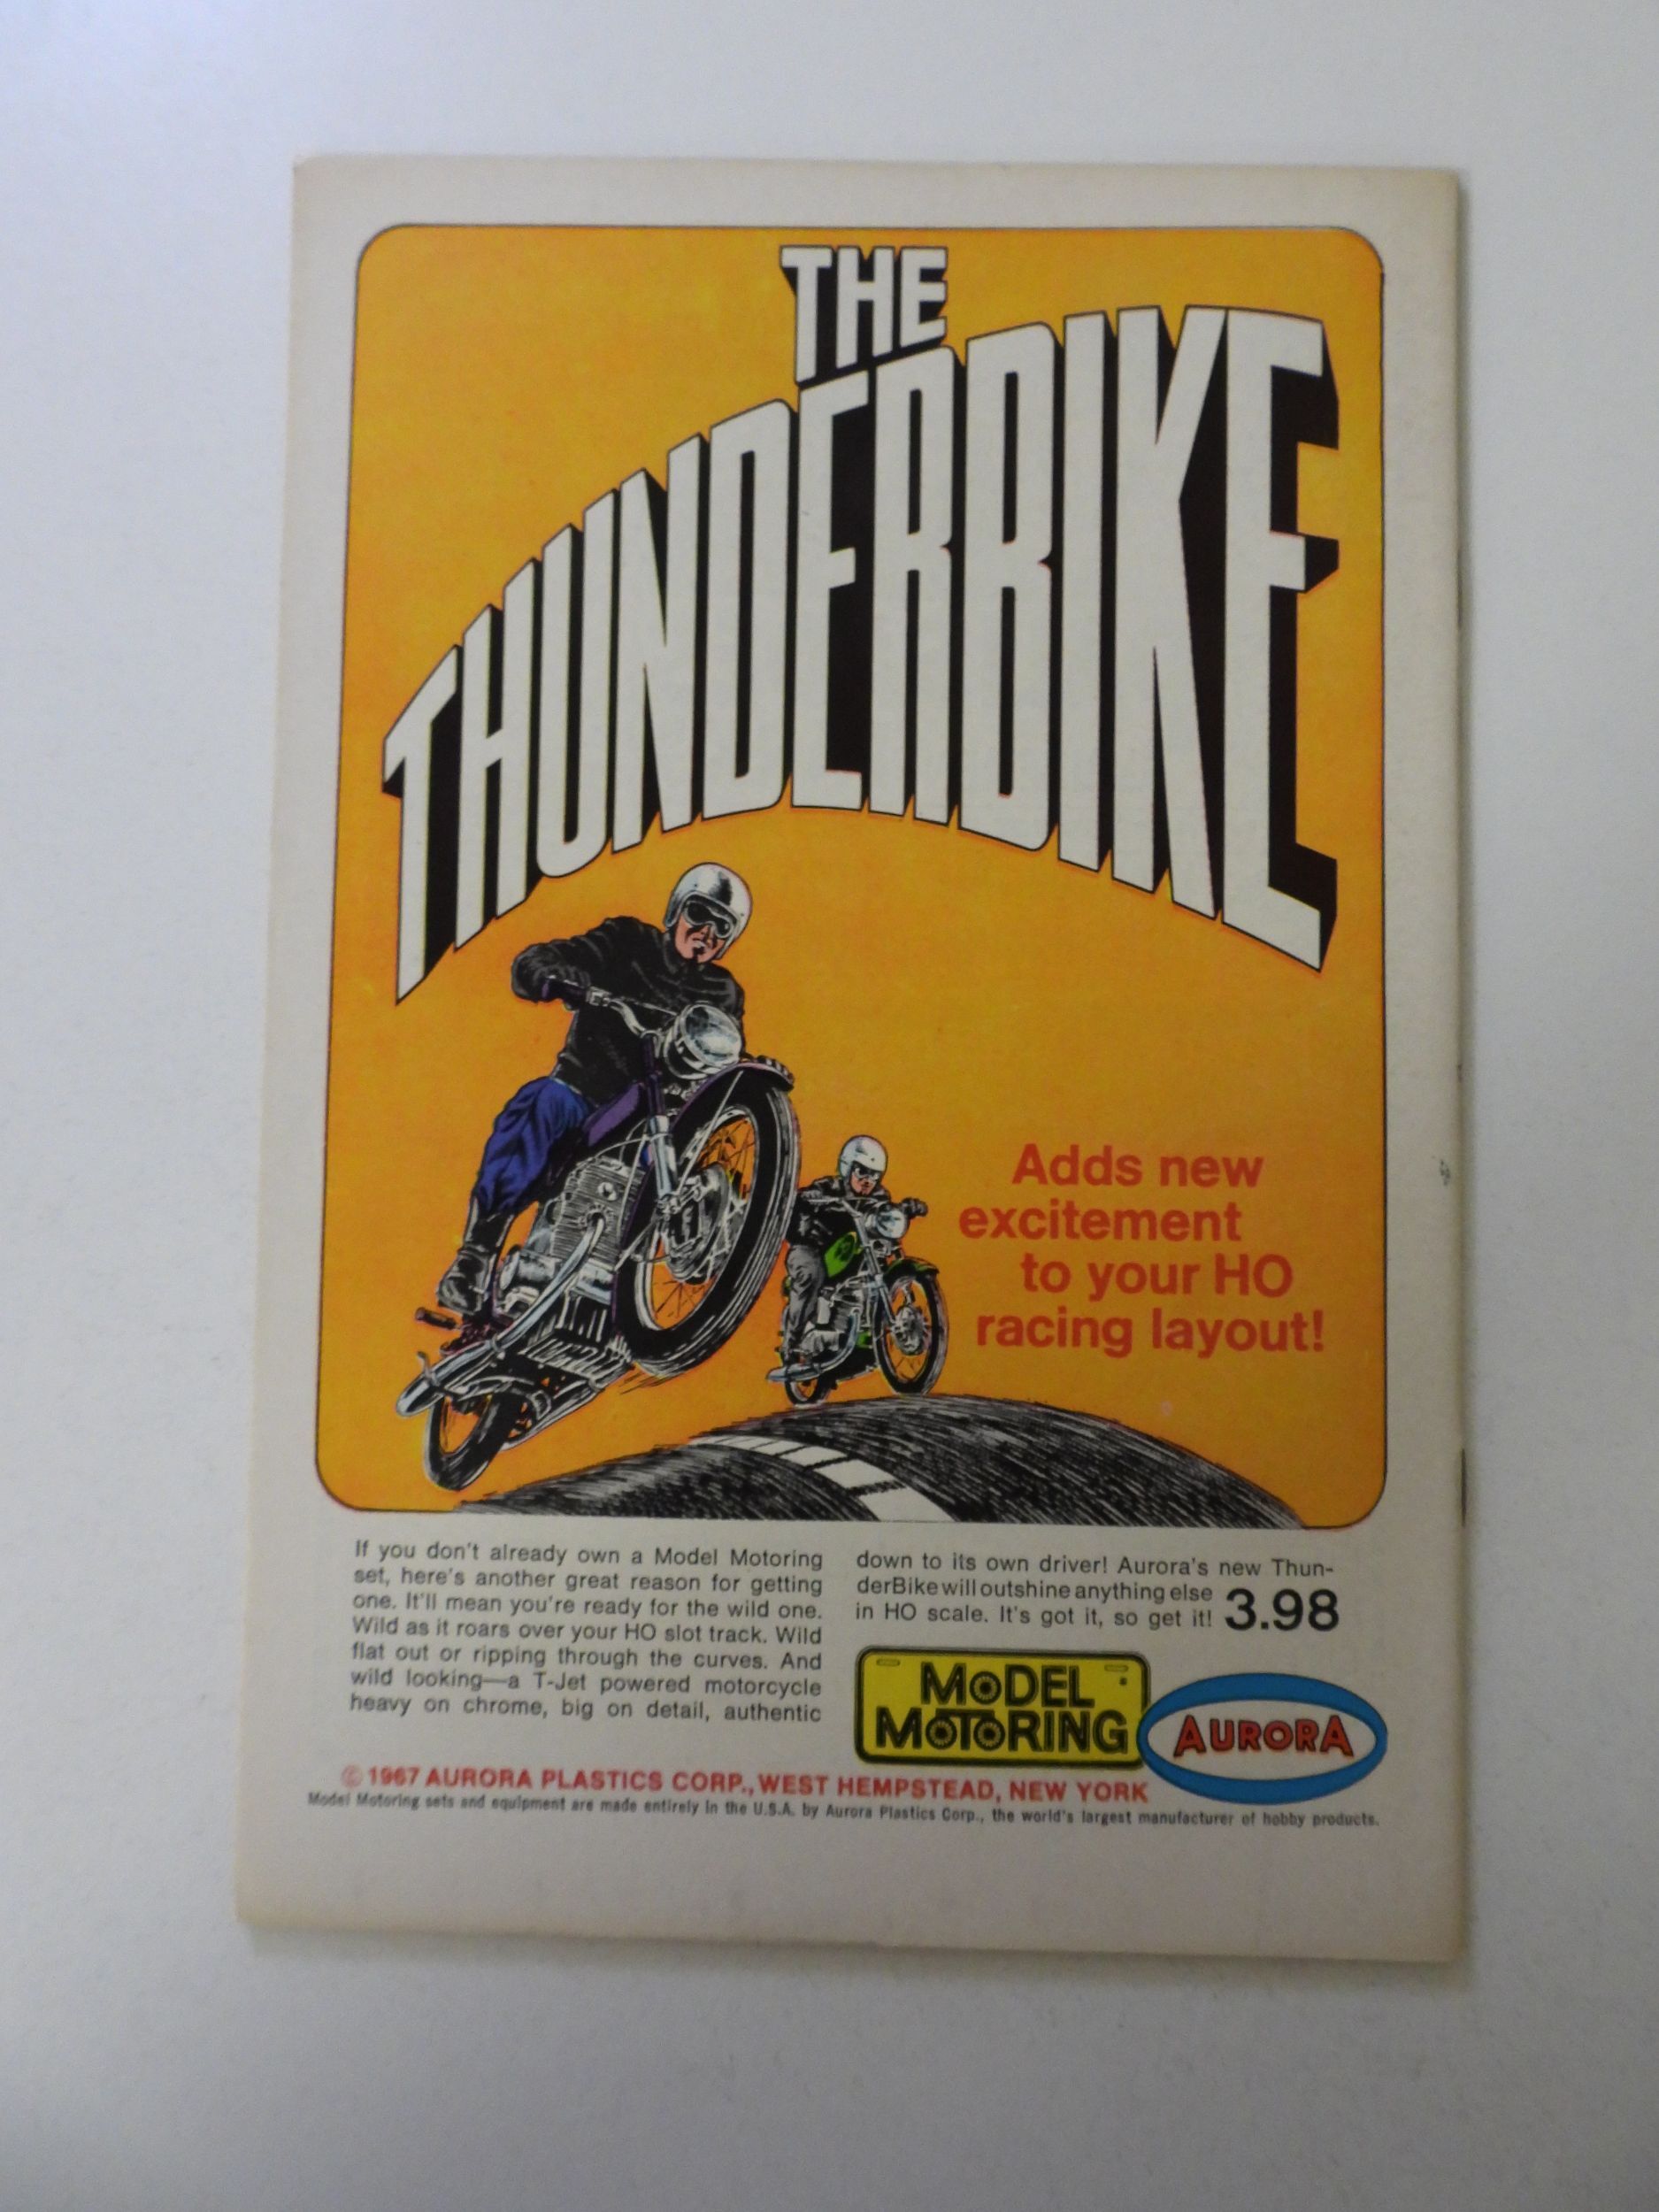 THE
THUNDERBIKE
Adds new
excitement
to your HO
racing layout!
If you don't already own a Model Motoring
set, here's another great reason for getting
one. It'll mean you're ready for the wild one.
Wild as it roars over your HO slot track. Wild
flat out or ripping through the curves. And
wild looking—a T-Jet powered motorcycle
heavy on chrome, big on detail, authentic
down to its own driver! Aurora's new Thun-
derBike will outshine anything else
in HO scale. It's got it, so get it! 3.98
MODEL
MOTORING
AURORA
© 1967 AURORA PLASTICS CORP., WEST HEMPSTEAD, NEW YORK
Model Motoring sets and equipment are made entirely in the U.S.A. by Aurora Plastics Corp., the world's largest manufacturer of hobby products.